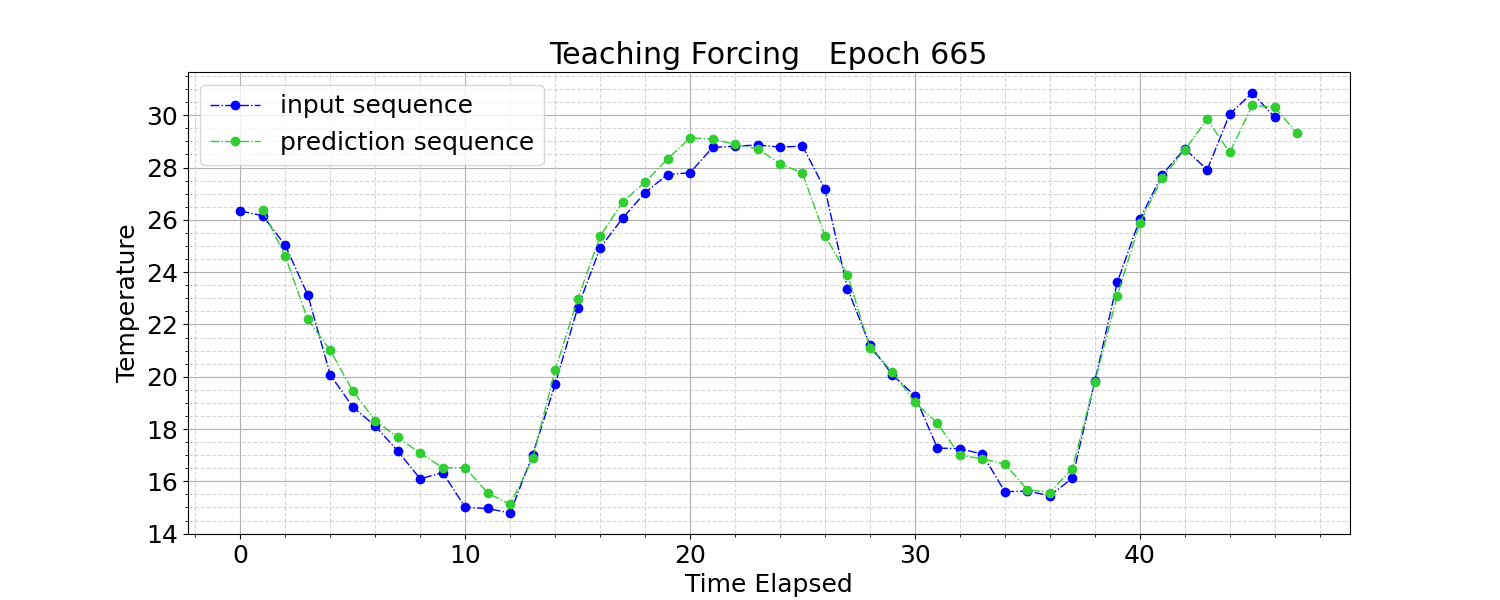 Teaching Forcing   Epoch 665
input sequence
prediction sequence
30
28
26
24
22
20
18
16
14
Temperature
0 10 20 30 40
Time Elapsed